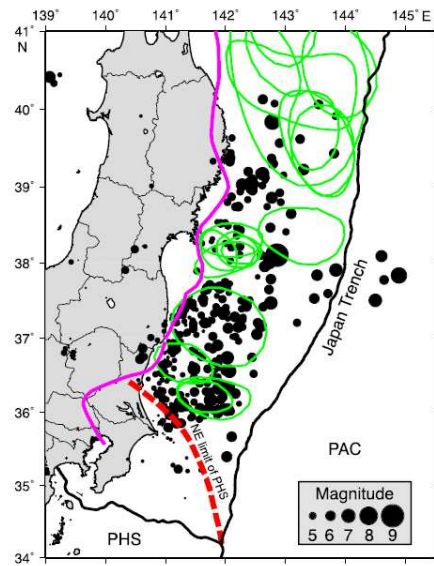 139° 140° 141° 142° 143° 144° 145°E
41°
N
40°
39°
38°
37°
36°
35°
34°
Japan Trench
NE limit of PHS
PAC
PHS
Magnitude
5 6 7 8 9